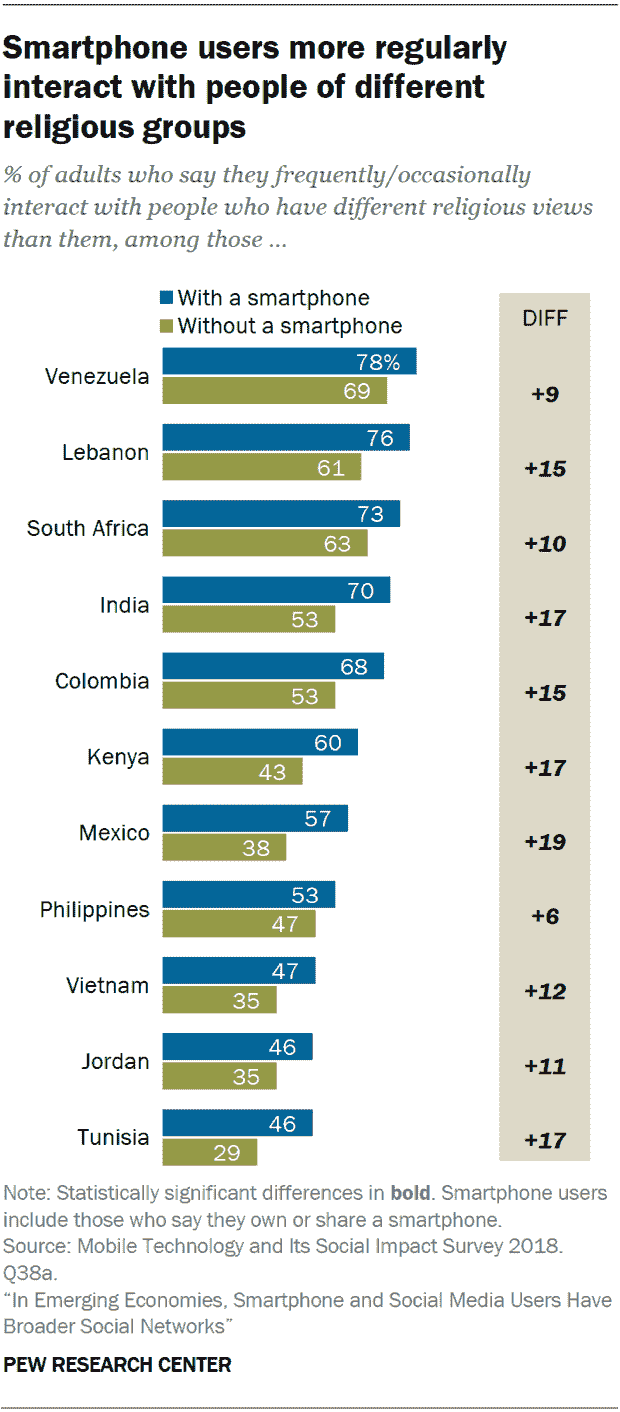 Smartphone users more regularly
interact with people of different
religious groups
% of adults who say they frequently/occasionally
interact with people who have different religious views
than them, among those ...
With a smartphone
Without a smartphone
DIFF
Venezuela 78% 69 +9
Lebanon 76 61 +15
South Africa 73 63 +10
India 70 53 +17
Colombia 68 53 +15
Kenya 60 43 +17
Mexico 57 38 +19
Philippines 53 47 +6
Vietnam 47 35 +12
Jordan 46 35 +11
Tunisia 46 29 +17
Note: Statistically significant differences in bold. Smartphone users
include those who say they own or share a smartphone.
Source: Mobile Technology and Its Social Impact Survey 2018.
Q38a.
“In Emerging Economies, Smartphone and Social Media Users Have
Broader Social Networks”
PEW RESEARCH CENTER